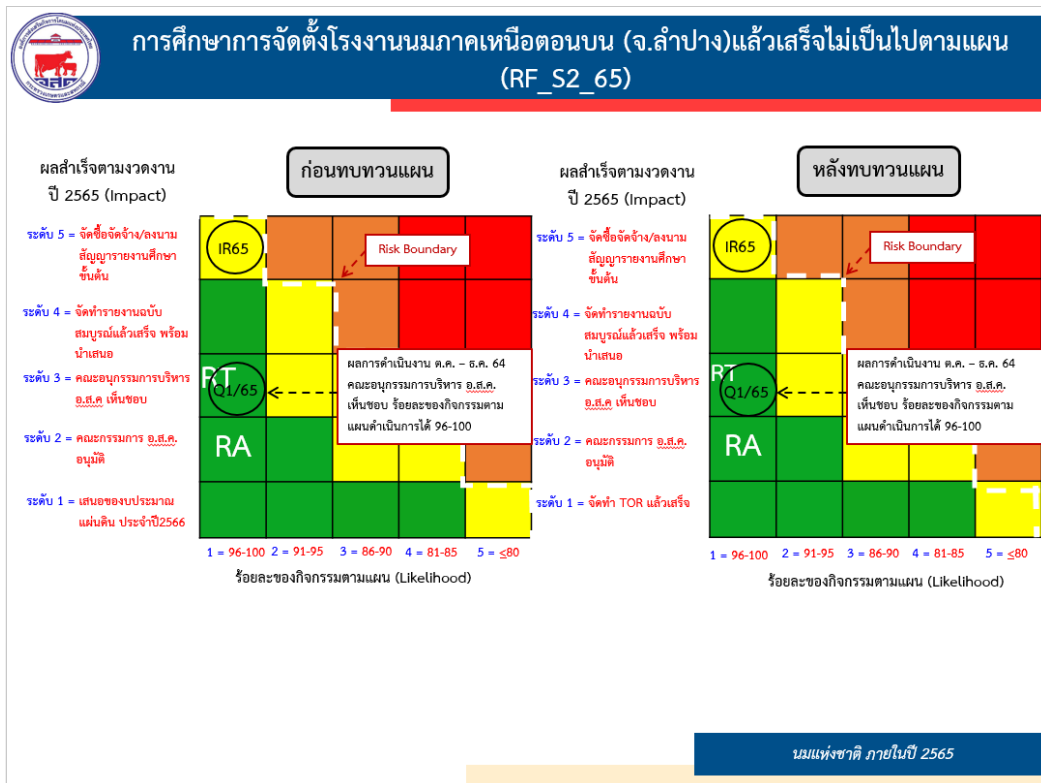 การศึกษาการจัดตั้งโรงงานนมภาคเหนือตอนบน (จ.ลำปาง)แล้วเสร็จไม่เป็นไปตามแผน
(RF_S2_65)
อ.ส.ค
ผลสำเร็จตามงวดงาน
ปี 2565 (Impact)
ก่อนทบทวนแผน
ระดับ 5 = จัดซื้อจัดจ้าง/ลงนาม
สัญญารายงานศึกษา
ขั้นต้น
ระดับ 4 = จัดทำรายงานฉบับ
สมบูรณ์แล้วเสร็จ พร้อม
นำเสนอ
ระดับ 3 = คณะอนุกรรมการบริหาร
อ.ส.ค เห็นชอบ
ระดับ 2 = คณะกรรมการ อ.ส.ค.
อนุมัติ
ระดับ 1 = เสนอของบประมาณ
แผ่นดิน ประจำปี2566
IR65
Risk Boundary
RT
Q1/65
RA
ผลการดำเนินงาน ต.ค. – ธ.ค. 64
คณะอนุกรรมการบริหาร อ.ส.ค.
เห็นชอบ ร้อยละของกิจกรรมตาม
แผนดำเนินการได้ 96-100
1 = 96-100 2 = 91-95 3 = 86-90 4 = 81-85 5 = ≤80
ร้อยละของกิจกรรมตามแผน (Likelihood)
ผลสำเร็จตามงวดงาน
ปี 2565 (Impact)
หลังทบทวนแผน
ระดับ 5 = จัดซื้อจัดจ้าง/ลงนาม
สัญญารายงานศึกษา
ขั้นต้น
ระดับ 4 = จัดทำรายงานฉบับ
สมบูรณ์แล้วเสร็จ พร้อม
นำเสนอ
ระดับ 3 = คณะอนุกรรมการบริหาร
อ.ส.ค เห็นชอบ
ระดับ 2 = คณะกรรมการ อ.ส.ค.
อนุมัติ
ระดับ 1 = จัดทำ TOR แล้วเสร็จ
IR65
Risk Boundary
RT
Q1/65
RA
ผลการดำเนินงาน ต.ค. – ธ.ค. 64
คณะอนุกรรมการบริหาร อ.ส.ค.
เห็นชอบ ร้อยละของกิจกรรมตาม
แผนดำเนินการได้ 96-100
1 = 96-100 2 = 91-95 3 = 86-90 4 = 81-85 5 = ≤80
ร้อยละของกิจกรรมตามแผน (Likelihood)
นมแห่งชาติ ภายในปี 2565